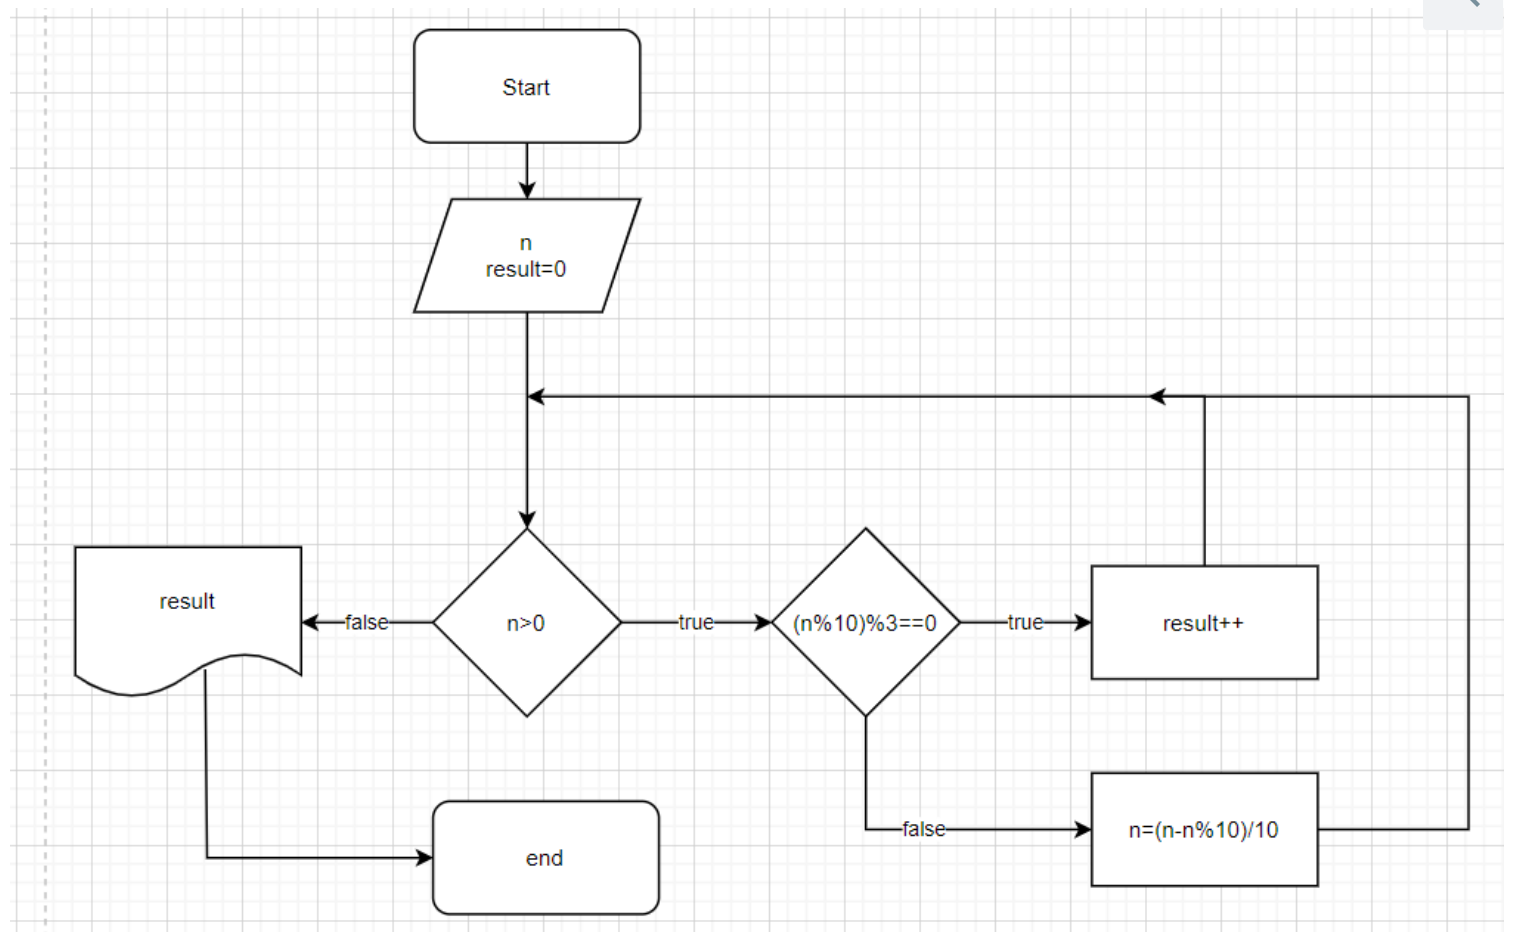 Start
n
result=0
result
false
n>0
true
(n%10)%3==0
true
result++
false
n=(n-n%10)/10
end